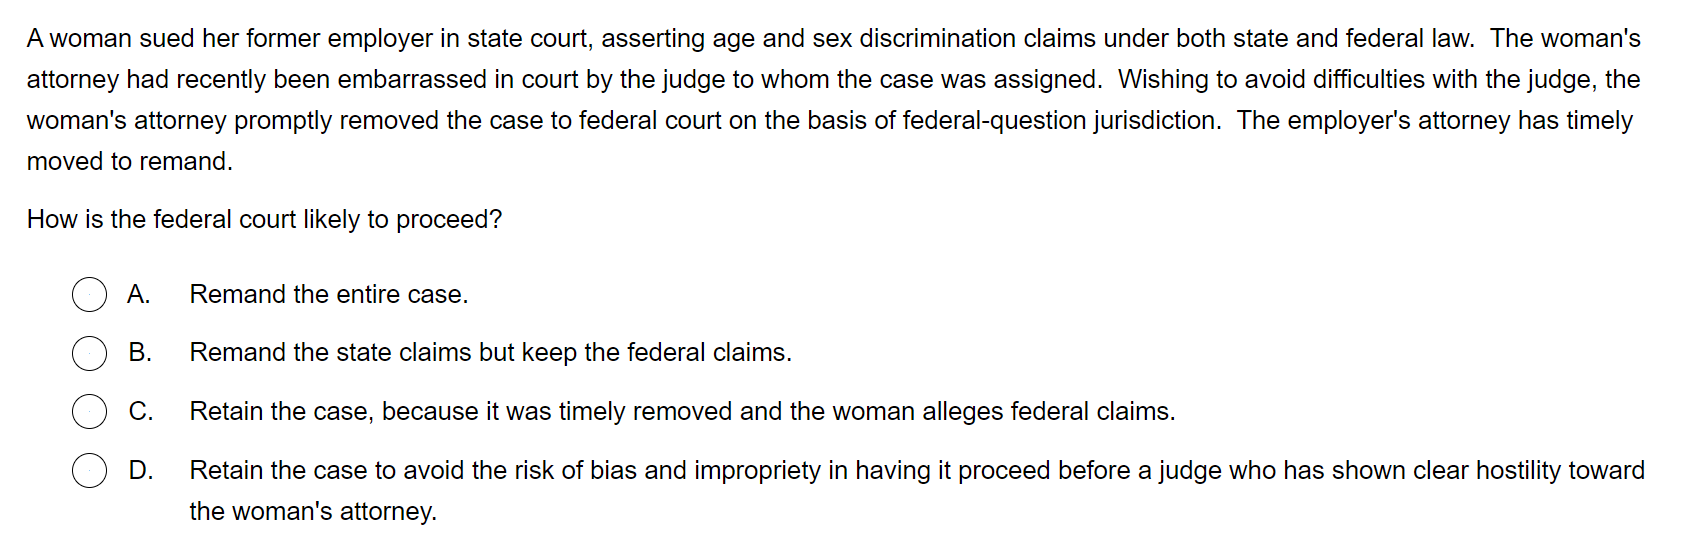 A woman sued her former employer in state court, asserting age and sex discrimination claims under both state and federal law.  The woman's
attorney had recently been embarrassed in court by the judge to whom the case was assigned.  Wishing to avoid difficulties with the judge, the
woman's attorney promptly removed the case to federal court on the basis of federal-question jurisdiction.  The employer's attorney has timely
moved to remand.
How is the federal court likely to proceed?
A. Remand the entire case.
B. Remand the state claims but keep the federal claims.
C. Retain the case, because it was timely removed and the woman alleges federal claims.
D. Retain the case to avoid the risk of bias and impropriety in having it proceed before a judge who has shown clear hostility toward
the woman's attorney.